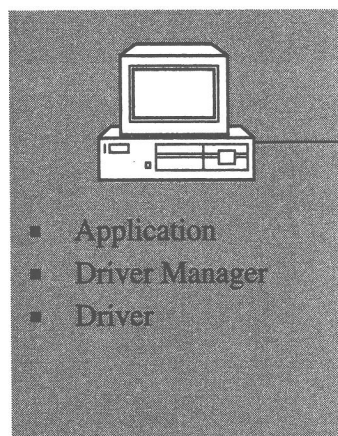 ▪ Application
▪ Driver Manager
▪ Driver